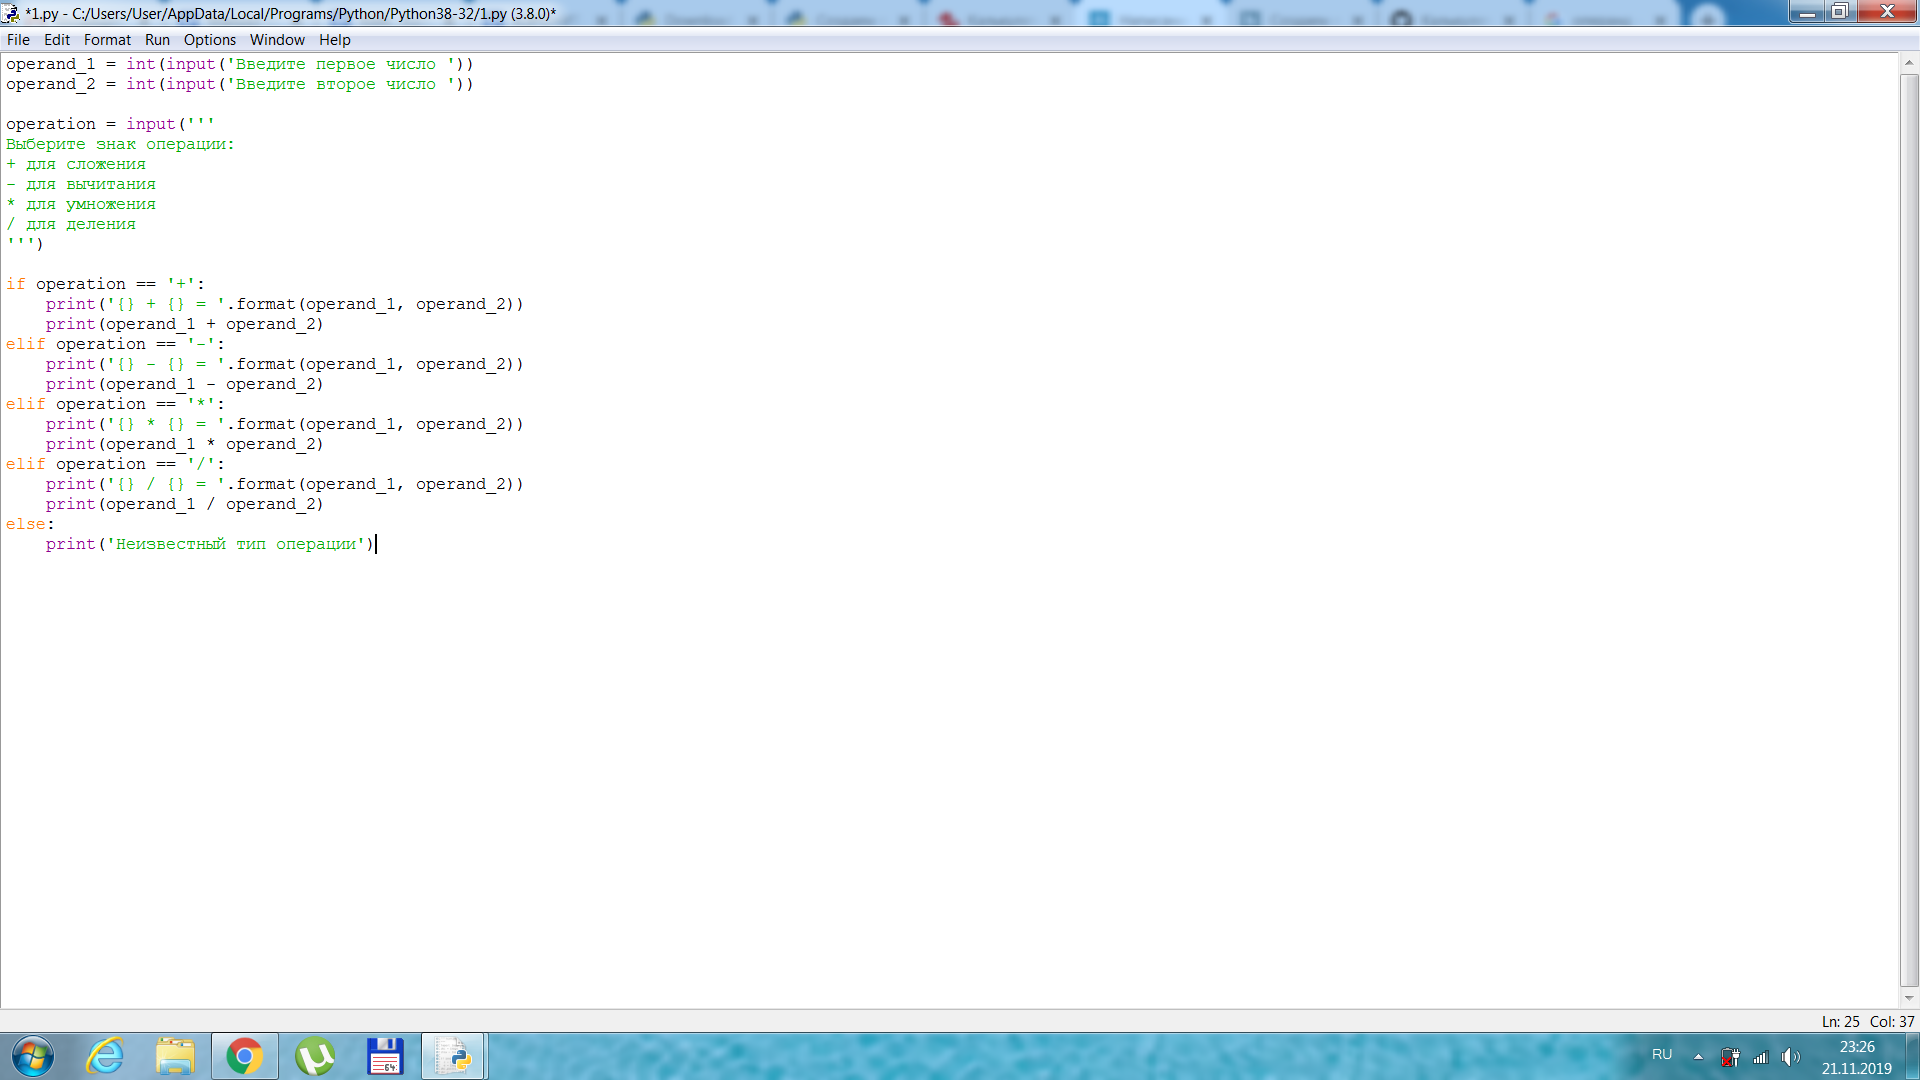 *1.py - C:/Users/User/AppData/Local/Programs/Python/Python38-32/1.py (3.8.0)*
File Edit Format Run Options Window Help
operand_1 = int(input('Введите первое число '))
operand_2 = int(input('Введите второе число '))
operation = input('''
Выберите знак операции:
+ для сложения
- для вычитания
* для умножения
/ для деления
''')
if operation == '+':
    print('{} + {} = '.format(operand_1, operand_2))
    print(operand_1 + operand_2)
elif operation == '-':
    print('{} - {} = '.format(operand_1, operand_2))
    print(operand_1 - operand_2)
elif operation == '*':
    print('{} * {} = '.format(operand_1, operand_2))
    print(operand_1 * operand_2)
elif operation == '/':
    print('{} / {} = '.format(operand_1, operand_2))
    print(operand_1 / operand_2)
else:
    print('Неизвестный тип операции')
Ln: 25 Col: 37
64
RU
23:26
21.11.2019